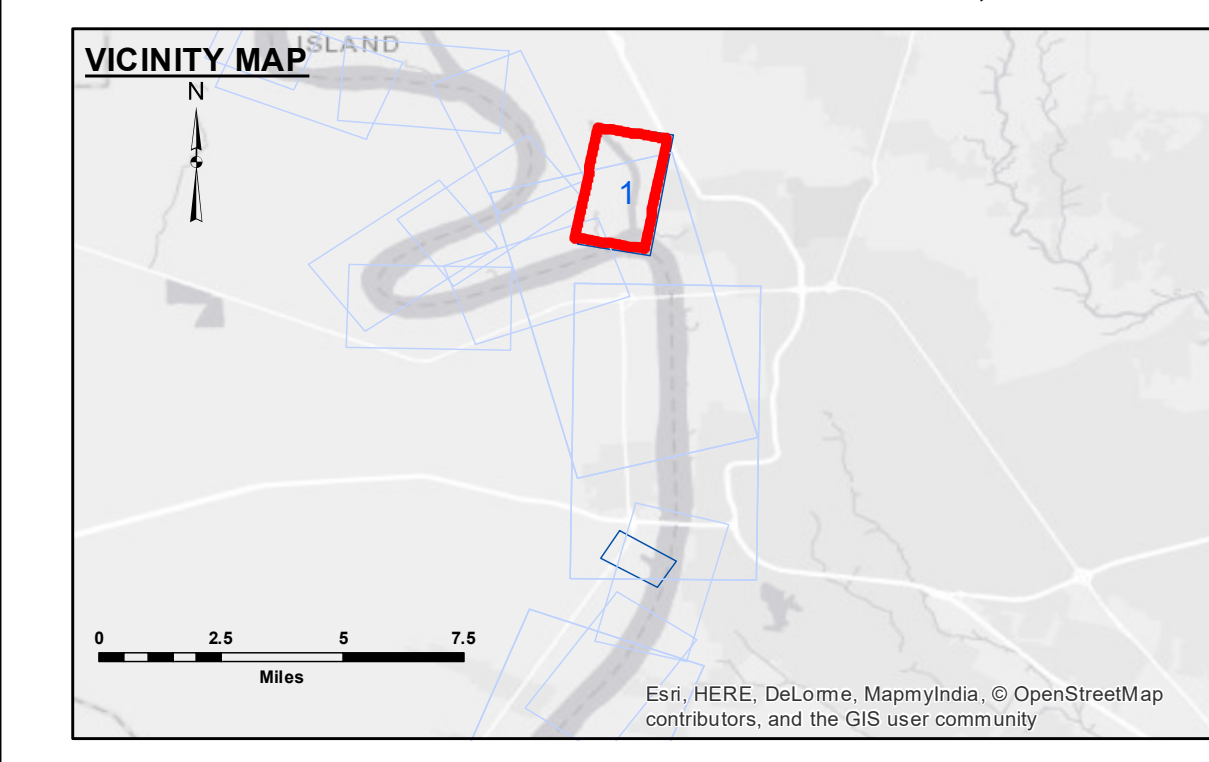 ISLAND
VICINITY MAP
N
1
0 2.5 5 7.5
Miles
Esri, HERE, DeLorme, MapmyIndia, © OpenStreetMap
contributors, and the GIS user community